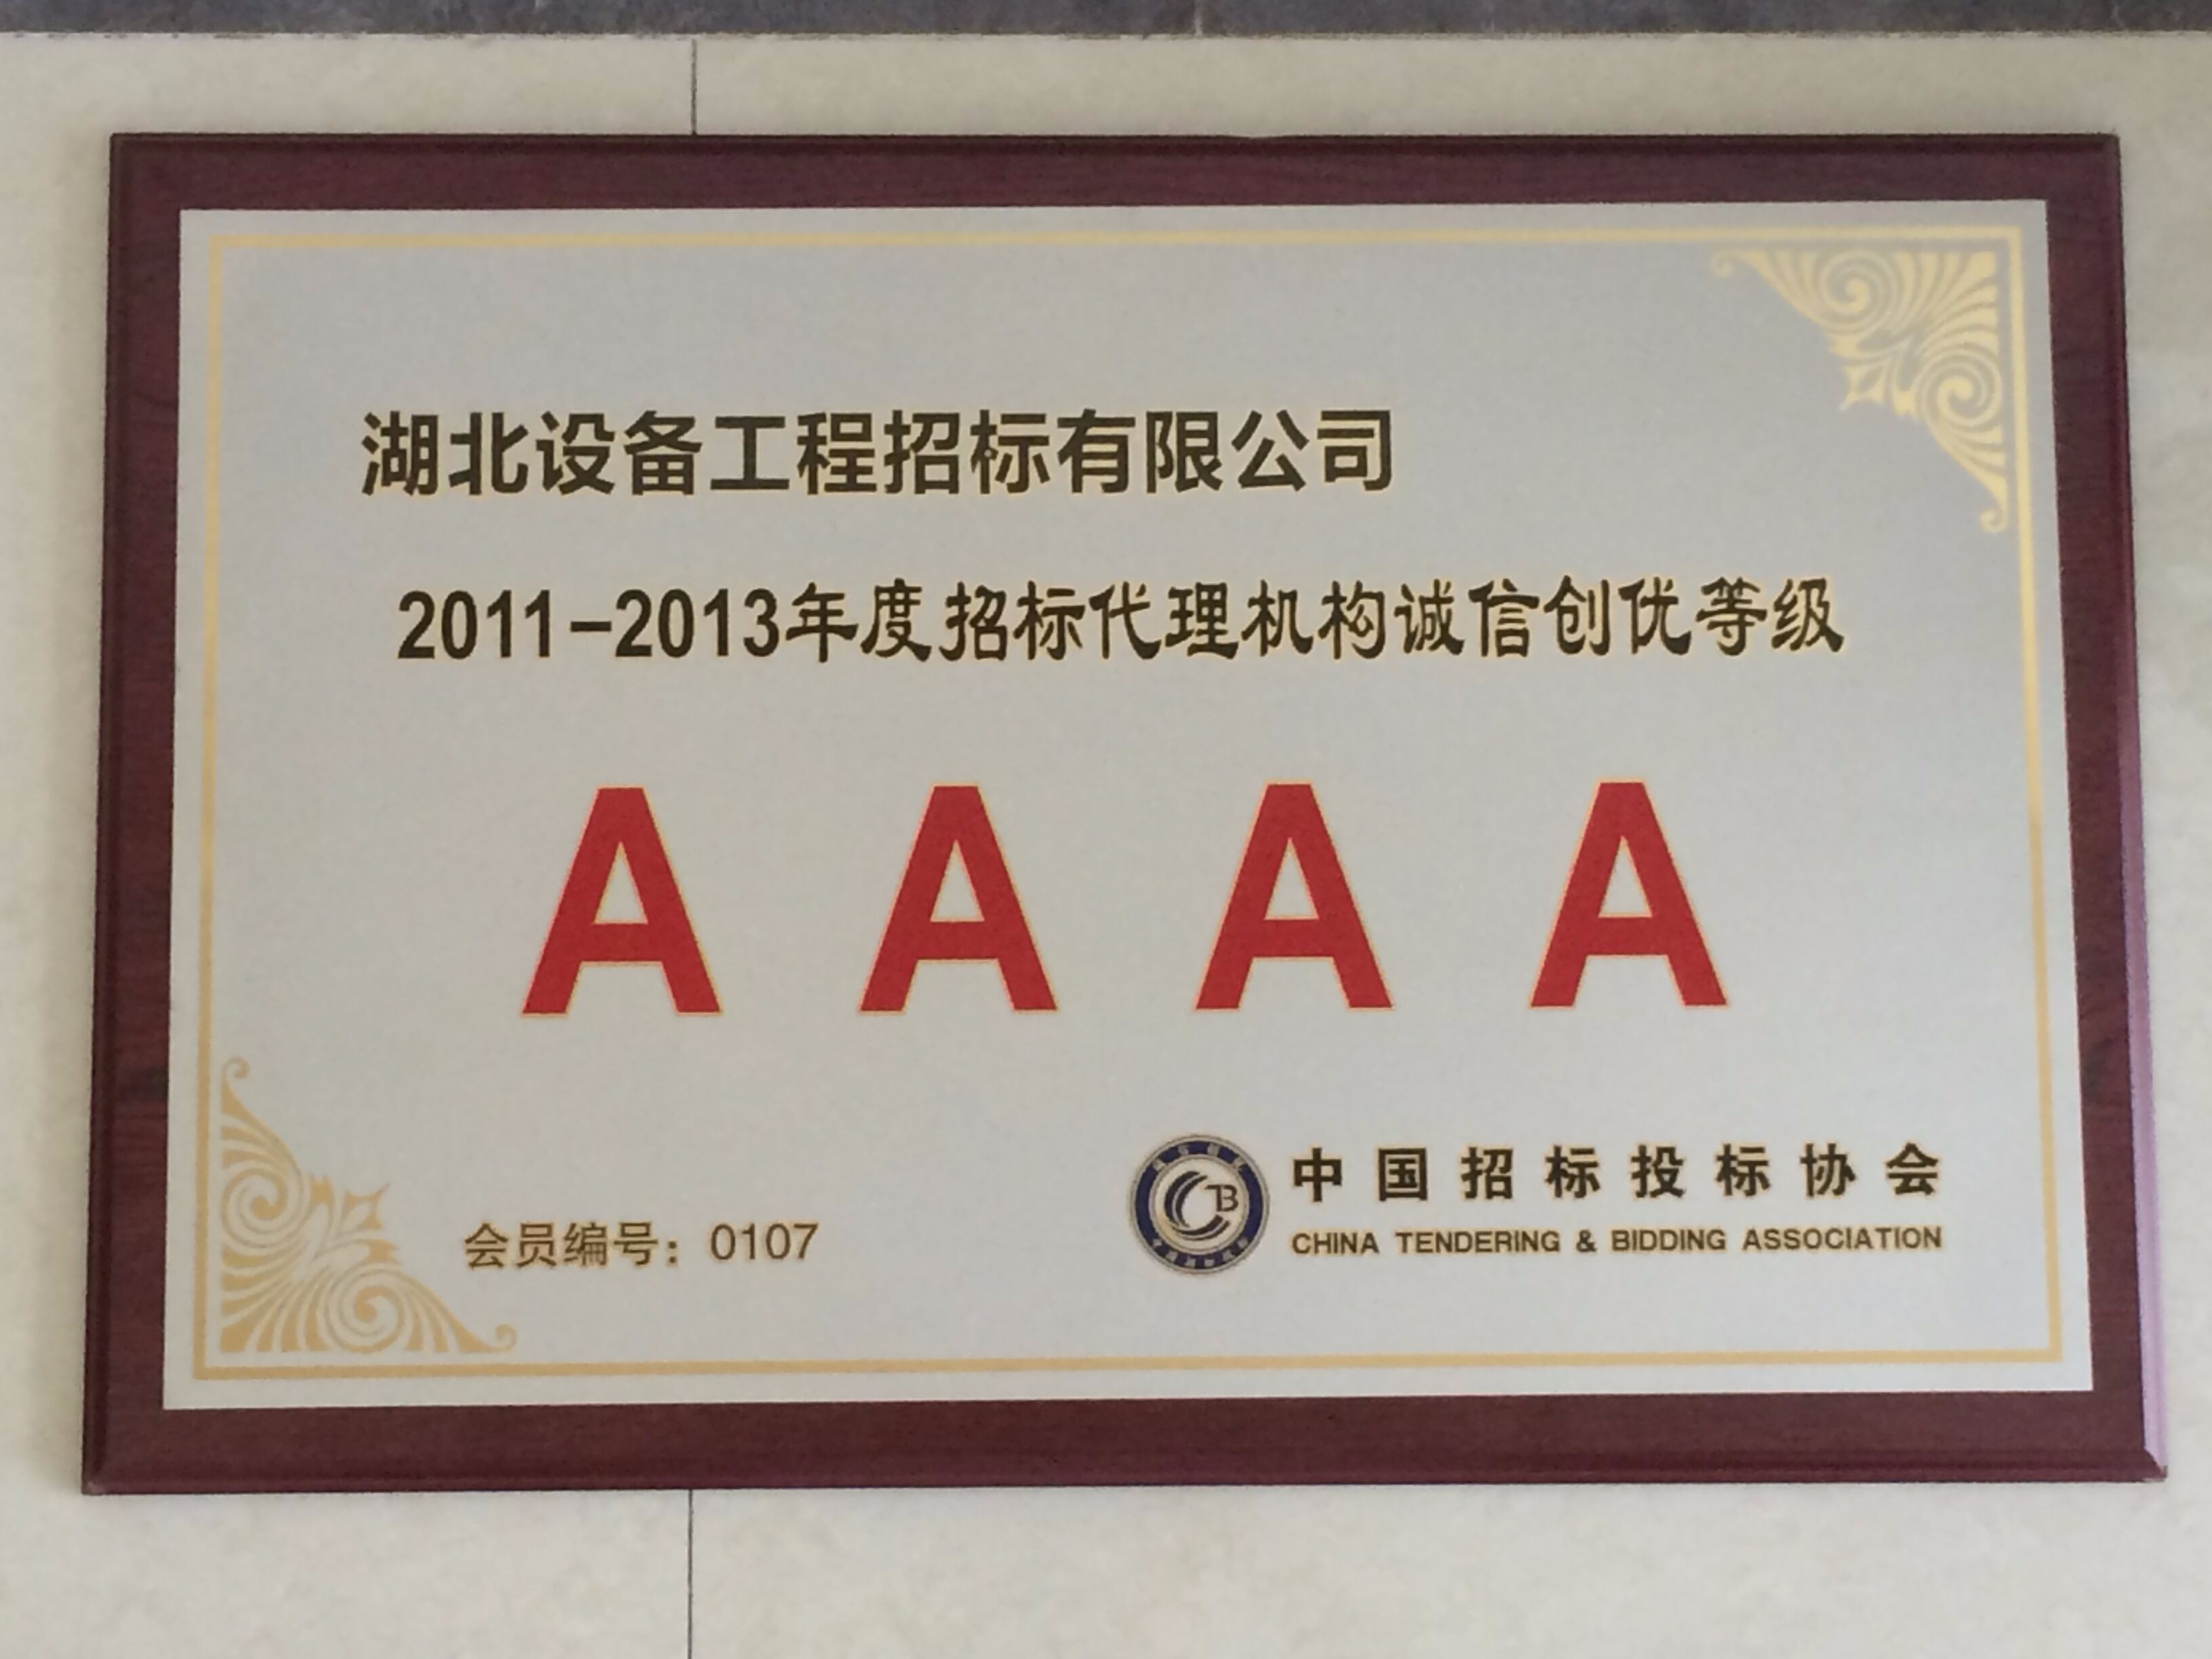 湖北设备工程招标有限公司
2011-2013年度招标代理机构诚信创优等级
A A A A
会员编号：0107
中国招标投标协会
CHINA TENDERING & BIDDING ASSOCIATION